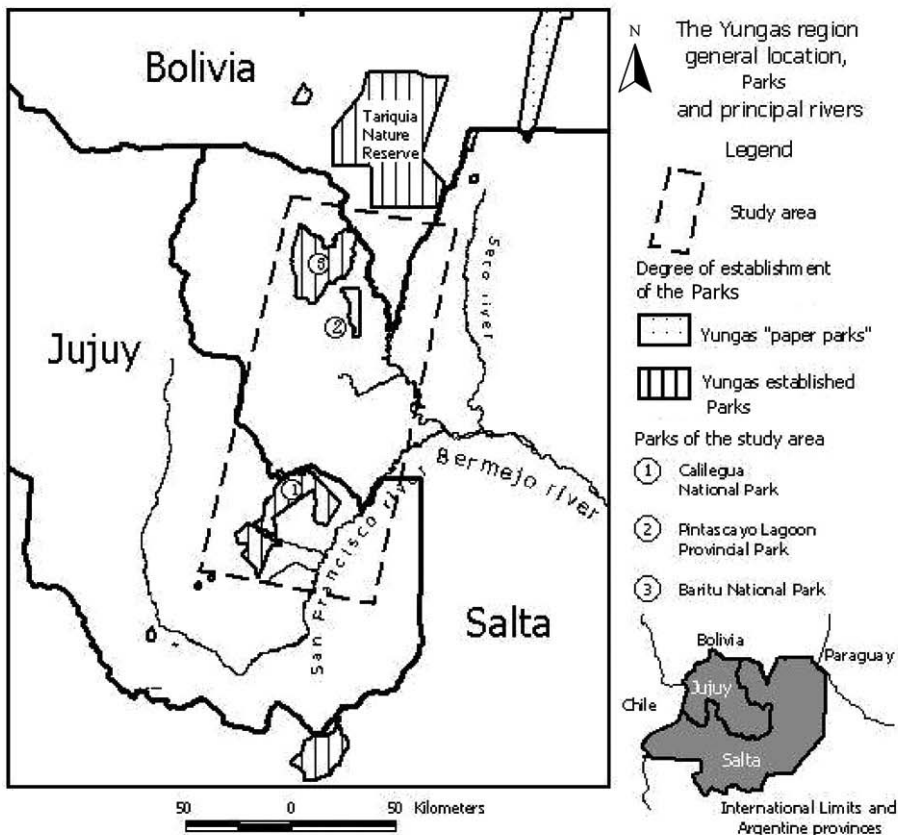 Bolivia
Tariquia
Nature
Reserve
Seco river
3
2
Jujuy
1
Bermejo river
San Francisco river
Salta
50 0 50 Kilometers
N
The Yungas region
general location,
Parks
and principal rivers
Legend
Study area
Degree of establishment
of the Parks
Yungas "paper parks"
Yungas established
Parks
Parks of the study area
1 Calilegua
National Park
2 Pintascayo Lagoon
Provincial Park
3 Baritu National Park
Bolivia
Paraguay
Jujuy
Chile
Salta
International Limits and
Argentine provinces